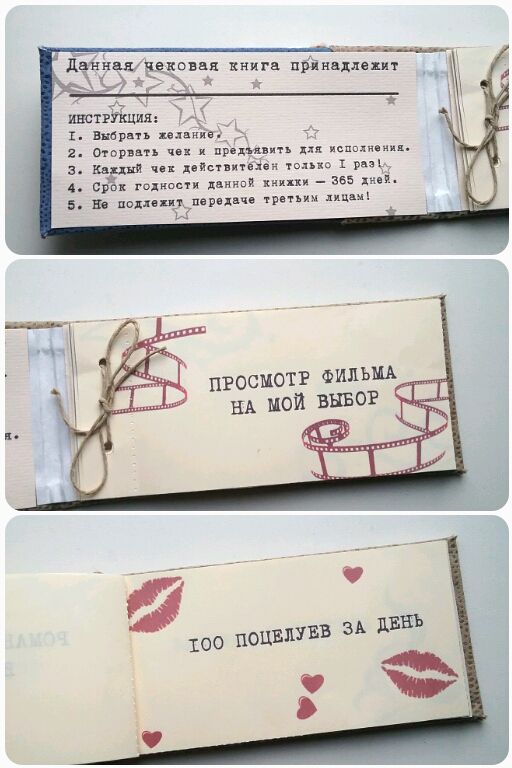 Данная чековая книга принадлежит
ИНСТРУКЦИЯ:
1. Выбрать желание.
2. Оторвать чек и предъявить для исполнения.
3. Каждый чек действителен только 1 раз!
4. Срок годности данной книжки — 365 дней.
5. Не подлежит передаче третьим лицам!
ПРОСМОТР ФИЛЬМА
НА МОЙ ВЫБОР
100 ПОЦЕЛУЕВ ЗА ДЕНЬ